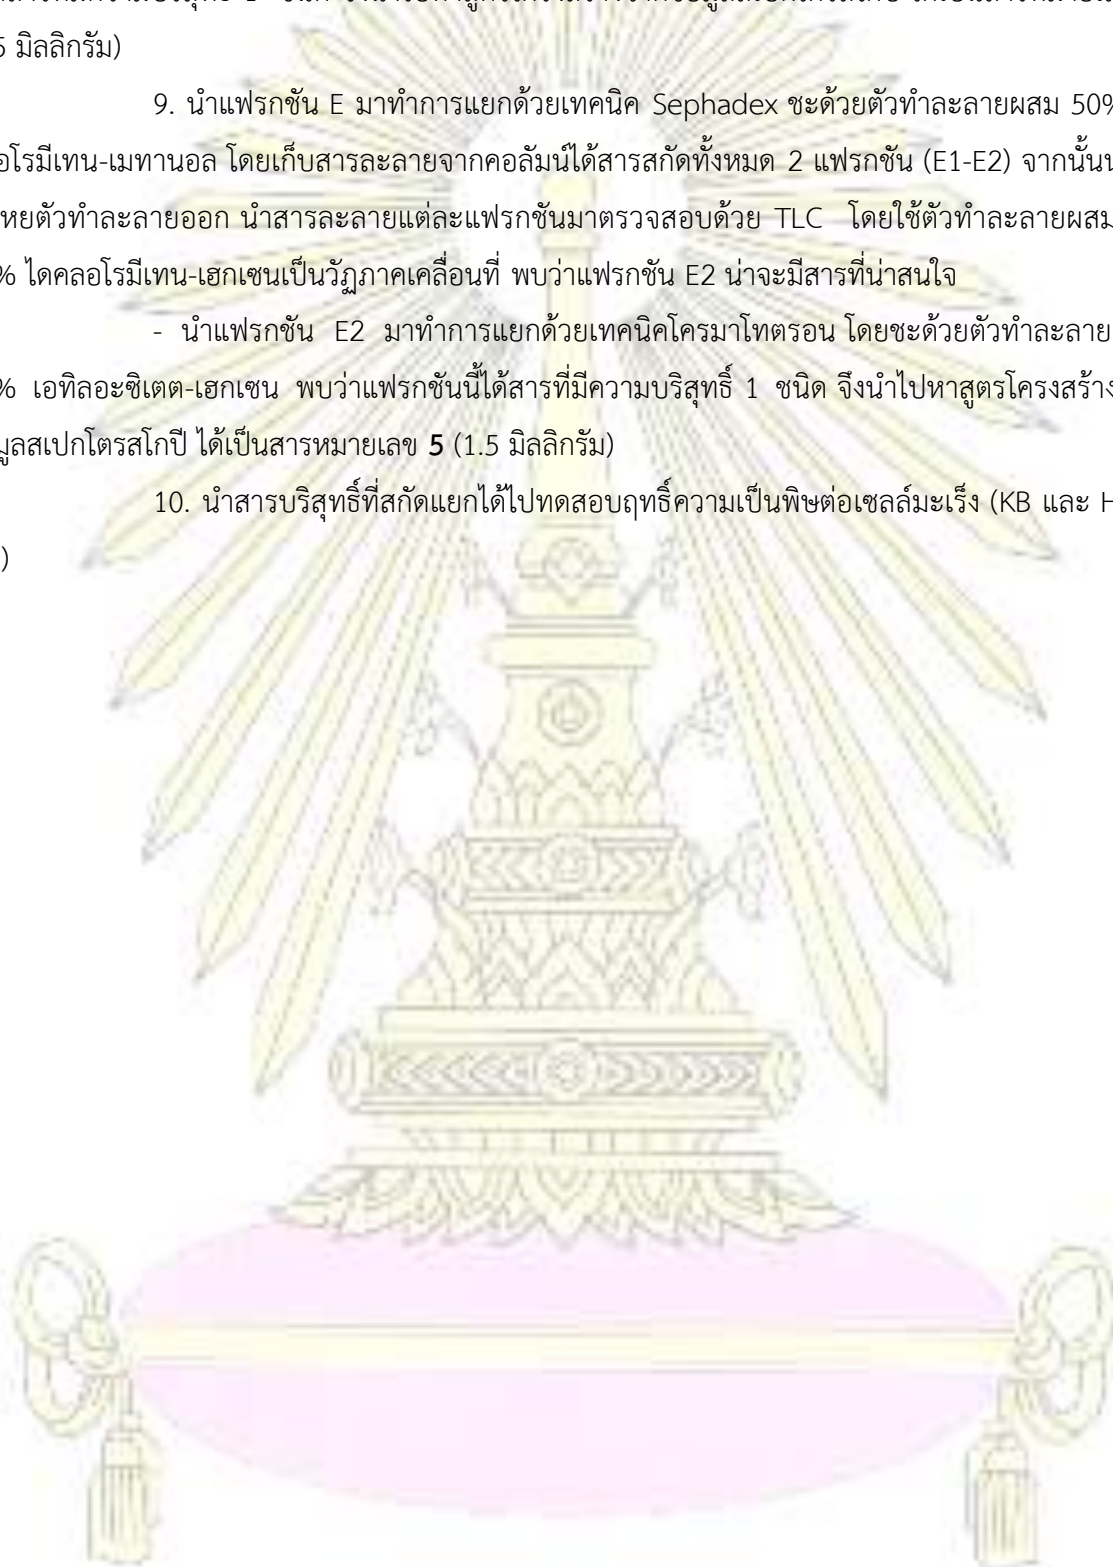 5 มิลลิกรัม)
9. นำแฟรกชัน E มาทำการแยกด้วยเทคนิค Sephadex ชะด้วยตัวทำละลายผสม 50%
อโรมีเทน-เมทานอล โดยเก็บสารละลายจากคอลัมน์ได้สารสกัดทั้งหมด 2 แฟรกชัน (E1-E2) จากนั้น
หยตัวทำละลายออก นำสารละลายแต่ละแฟรกชันมาตรวจสอบด้วย TLC โดยใช้ตัวทำละลายผสม
% ไดคลอโรมีเทน-เฮกเซนเป็นวัฏภาคเคลื่อนที่ พบว่าแฟรกชัน E2 น่าจะมีสารที่น่าสนใจ
- นำแฟรกชัน E2 มาทำการแยกด้วยเทคนิคโครมาโทตรอน โดยชะด้วยตัวทำละลาย
% เอทิลอะซิเตต-เฮกเซน พบว่าแฟรกชันนี้ได้สารที่มีความบริสุทธิ์ 1 ชนิด จึงนำไปหาสูตรโครงสร้าง
มูลสเปกโตรสโกปี ได้เป็นสารหมายเลข 5 (1.5 มิลลิกรัม)
10. นำสารบริสุทธิ์ที่สกัดแยกได้ไปทดสอบฤทธิ์ความเป็นพิษต่อเซลล์มะเร็ง (KB และ H
)